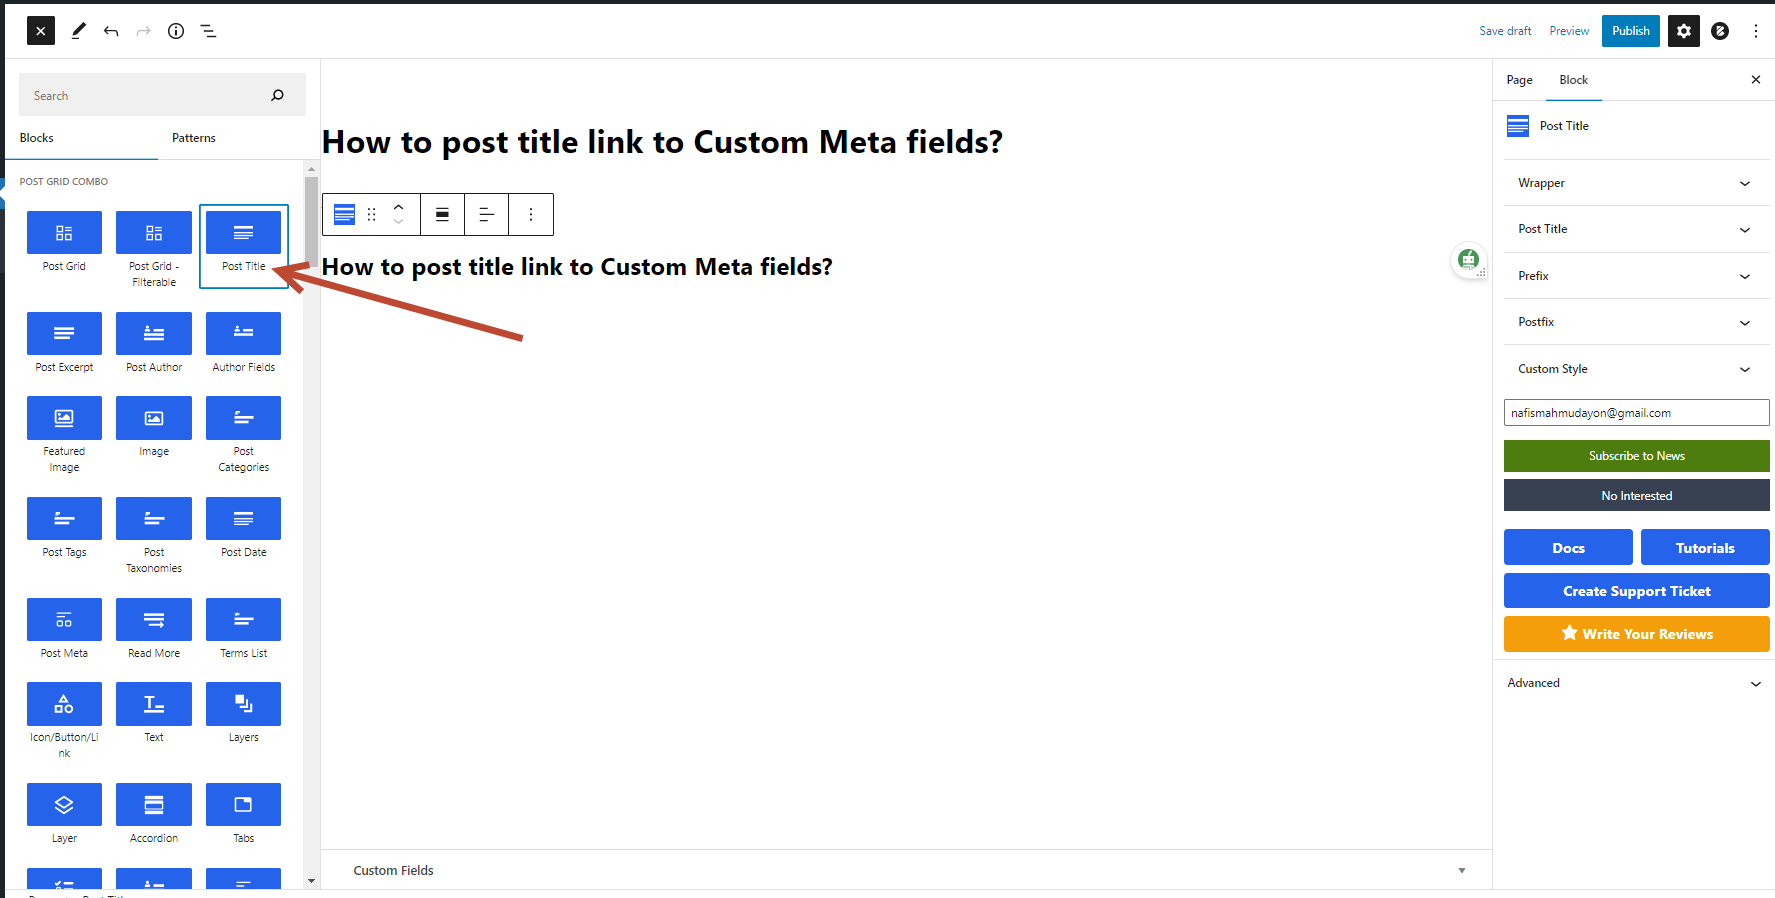 Save draft
Preview
Publish
Search
Blocks
Patterns
POST GRID COMBO
Post Grid
Post Grid -
Filterable
Post Title
Post Excerpt
Post Author
Author Fields
Featured
Image
Image
Post
Categories
Post Tags
Post
Taxonomies
Post Date
Post Meta
Read More
Terms List
Icon/Button/Li
nk
Text
Layers
Layer
Accordion
Tabs
How to post title link to Custom Meta fields?
How to post title link to Custom Meta fields?
Custom Fields
Page
Block
Post Title
Wrapper
Post Title
Prefix
Postfix
Custom Style
nafismahmudayon@gmail.com
Subscribe to News
No Interested
Docs
Tutorials
Create Support Ticket
Write Your Reviews
Advanced